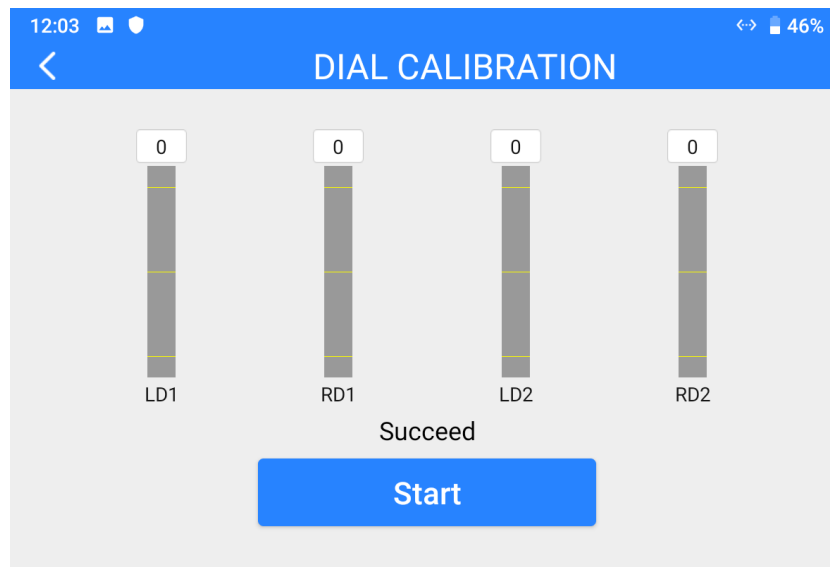 12:03 46%
DIAL CALIBRATION
0 0 0 0
LD1 RD1 LD2 RD2
Succeed
Start